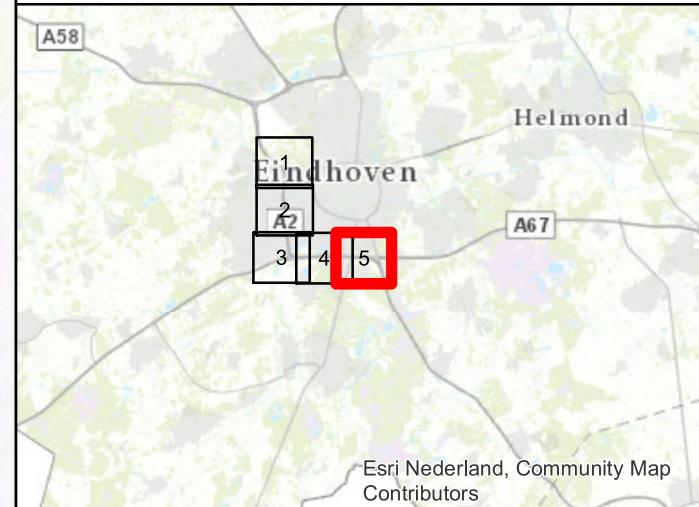 A58
Helmond
1
Eindhoven
2
A2
A67
3
4
5
Esri Nederland, Community Map
Contributors